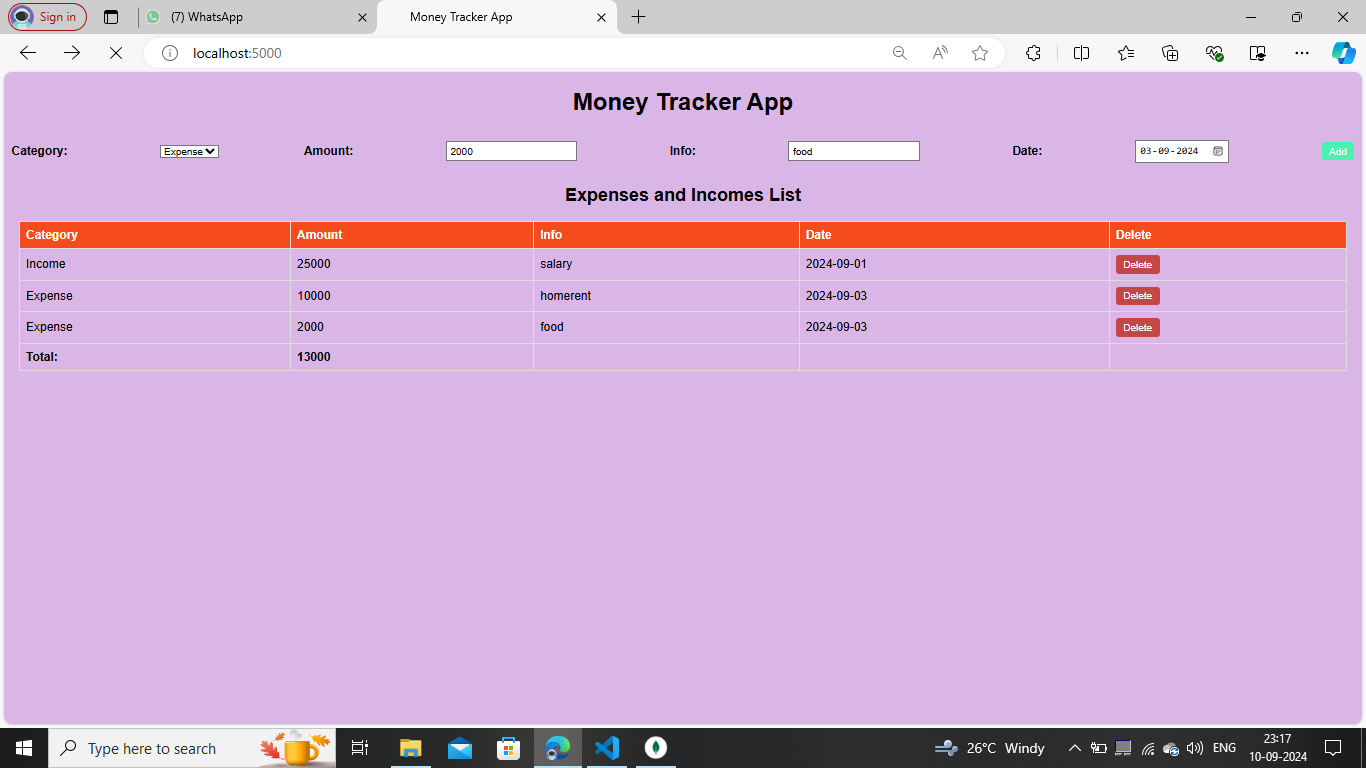 Sign in (7) WhatsApp Money Tracker App
localhost:5000
Money Tracker App
Category: Expense Amount: 2000 Info: food Date: 03-09-2024 Add
Expenses and Incomes List
Category Amount Info Date Delete
Income 25000 salary 2024-09-01 Delete
Expense 10000 homerent 2024-09-03 Delete
Expense 2000 food 2024-09-03 Delete
Total: 13000
Type here to search 26°C Windy ENG 23:17
10-09-2024